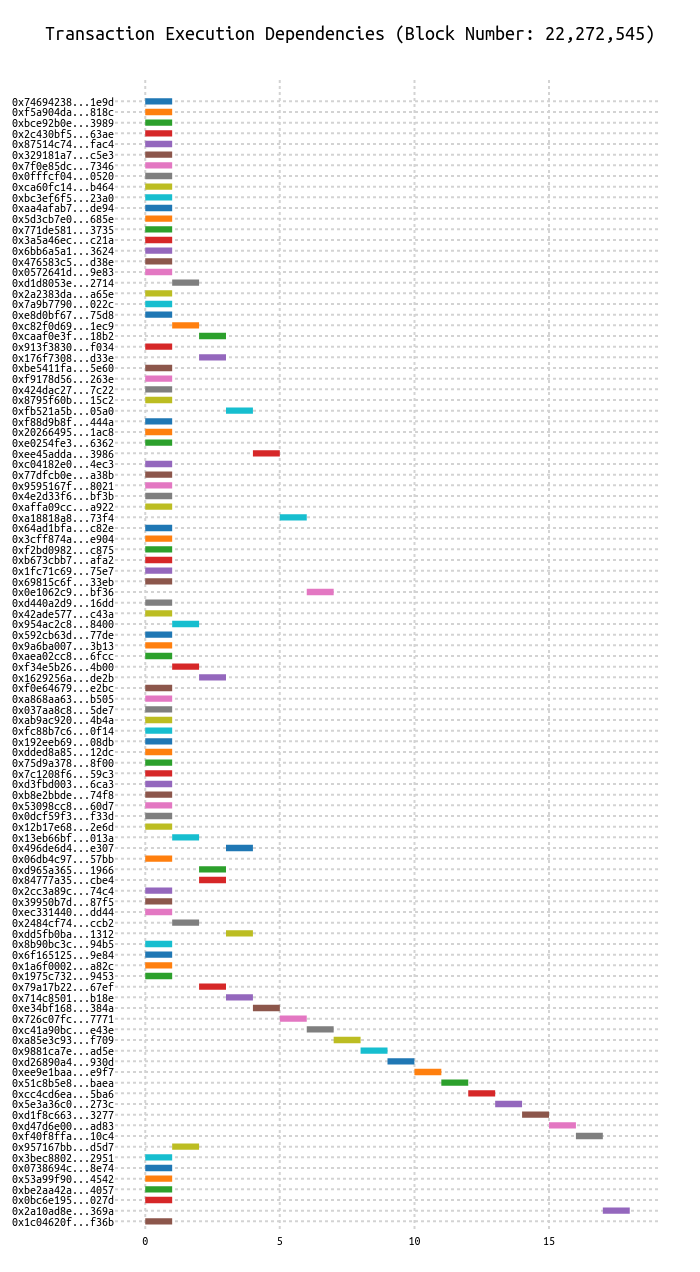 Transaction Execution Dependencies (Block Number: 22,272,545)
0x74694238...1e9d
0xf5a904da...818c
0xbce92b0e...3989
0x2c430bf5...63ae
0x87514c74...fac4
0x329181a7...c5e3
0x7f0e85dc...7346
0x0fffcf04...0520
0xca60fc14...b464
0xbc3ef6f5...23a0
0xaa4afab7...de94
0x5d3cb7e0...685e
0x771de581...3735
0x3a5a46ec...c21a
0x6bb6a5a1...3624
0x476583c5...d38e
0x0572641d...9e83
0xd1d8053e...2714
0x2a2383da...a65e
0x7a9b7790...022c
0xe8d0bf67...75d8
0xc82f0d69...1ec9
0xcaaf0e3f...18b2
0x913f3830...f034
0x176f7308...d33e
0xbe5411fa...5e60
0xf9178d56...263e
0x424dac27...7c22
0x8795f60b...15c2
0xfb521a5b...05a0
0xf88d9b8f...444a
0x20266495...1ac8
0xe0254fe3...6362
0xee45adda...3986
0xc04182e0...4ec3
0x77dfcb0e...a38b
0x9595167f...8021
0x4e2d33f6...bf3b
0xaffa09cc...a922
0xa18818a8...73f4
0x64ad1bfa...c82e
0x3cff874a...e904
0xf2bd0982...c875
0xb673cbb7...afa2
0x1fc71c69...75e7
0x69815c6f...33eb
0x0e1062c9...bf36
0xd440a2d9...16dd
0x42ade577...c43a
0x954ac2c8...8400
0x592cb63d...77de
0x9a6ba007...3b13
0xaea02cc8...6fcc
0xf34e5b26...4b00
0x1629256a...de2b
0xf0e64679...e2bc
0xa868aa63...b505
0x037aa8c8...5de7
0xab9ac920...4b4a
0xfc88b7c6...0f14
0x192eeb69...08db
0xdded8a85...12dc
0x75d9a378...8f00
0x7c1208f6...59c3
0xd3fbd003...6ca3
0xb8e2bbde...74f8
0x53098cc8...60d7
0x0dcf59f3...f33d
0x12b17e68...2e6d
0x13eb66bf...013a
0x496de6d4...e307
0x06db4c97...57bb
0xd965a365...1966
0x84777a35...cbe4
0x2cc3a89c...74c4
0x39950b7d...87f5
0xec331440...dd44
0x2484cf74...ccb2
0xdd5fb0ba...1312
0x8b90bc3c...94b5
0x6f165125...9e84
0x1a6f0002...a82c
0x1975c732...9453
0x79a17b22...67ef
0x714c8501...b18e
0xe34bf168...384a
0x726c07fc...7771
0xc41a90bc...e43e
0xa85e3c93...f709
0x9881ca7e...ad5e
0xd26890a4...930d
0xee9e1baa...e9f7
0x51c8b5e8...baea
0xcc4cd6ea...5ba6
0x5e3a36c0...273c
0xd1f8c663...3277
0xd47d6e00...ad83
0xf40f8ffa...10c4
0x957167bb...d5d7
0x3bec8802...2951
0x0738694c...8e74
0x53a99f90...4542
0xbe2aa42a...4057
0x0bc6e195...027d
0x2a10ad8e...369a
0x1c04620f...f36b
0 5 10 15